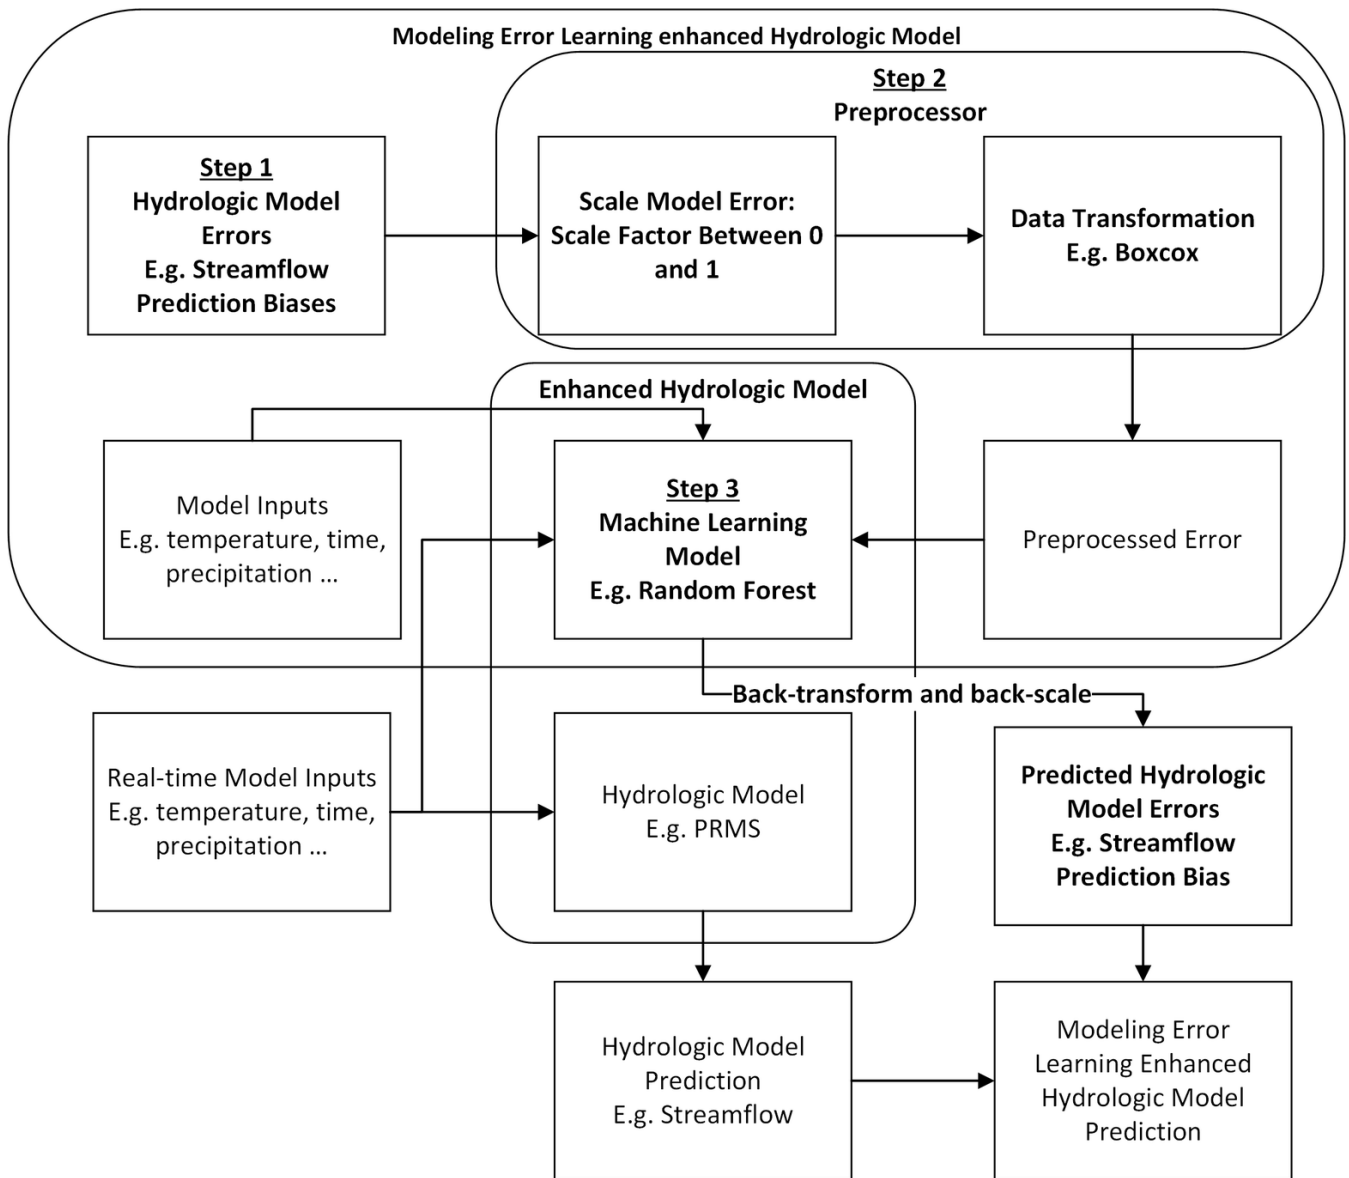 Modeling Error Learning enhanced Hydrologic Model
Step 2
Preprocessor
Step 1
Hydrologic Model
Errors
E.g. Streamflow
Prediction Biases
Scale Model Error:
Scale Factor Between 0
and 1
Data Transformation
E.g. Boxcox
Enhanced Hydrologic Model
Model Inputs
E.g. temperature, time,
precipitation ...
Step 3
Machine Learning
Model
E.g. Random Forest
Preprocessed Error
Back-transform and back-scale
Real-time Model Inputs
E.g. temperature, time,
precipitation ...
Hydrologic Model
E.g. PRMS
Predicted Hydrologic
Model Errors
E.g. Streamflow
Prediction Bias
Hydrologic Model
Prediction
E.g. Streamflow
Modeling Error
Learning Enhanced
Hydrologic Model
Prediction